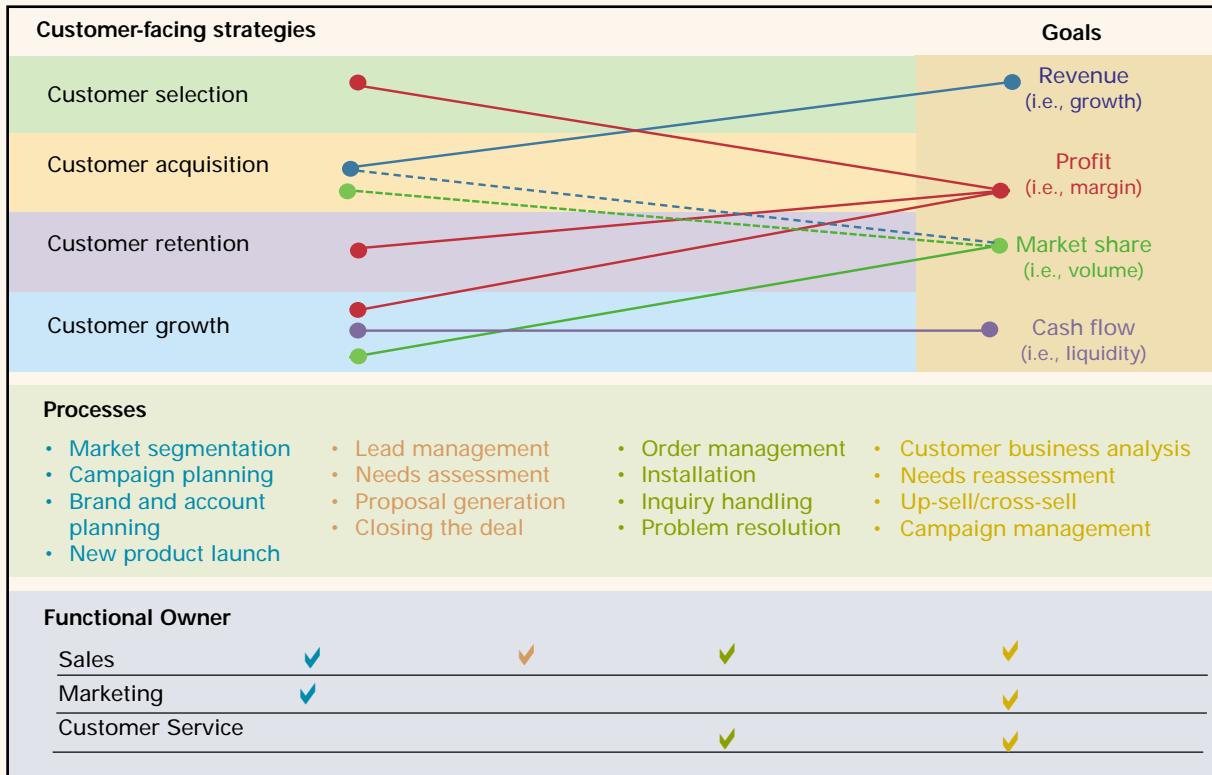 Customer-facing strategies
Goals
Customer selection
Revenue
(i.e., growth)
Customer acquisition
Profit
(i.e., margin)
Customer retention
Market share
(i.e., volume)
Customer growth
Cash flow
(i.e., liquidity)
Processes
• Market segmentation
• Campaign planning
• Brand and account
planning
• New product launch
• Lead management
• Needs assessment
• Proposal generation
• Closing the deal
• Order management
• Installation
• Inquiry handling
• Problem resolution
• Customer business analysis
• Needs reassessment
• Up-sell/cross-sell
• Campaign management
Functional Owner
Sales
Marketing
Customer Service